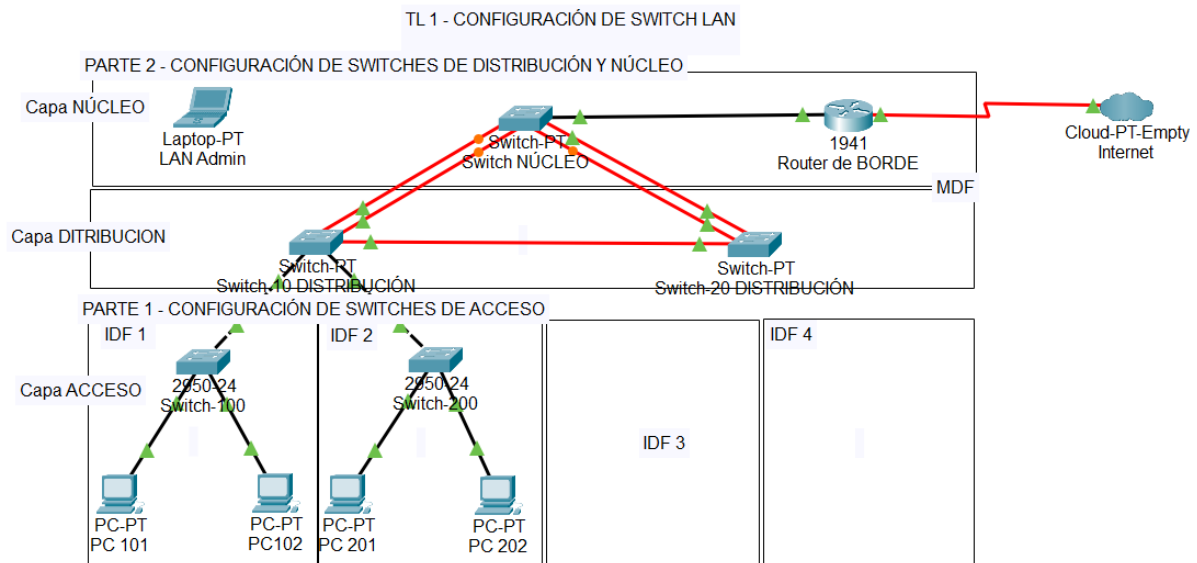 TL 1 - CONFIGURACIÓN DE SWITCH LAN
PARTE 2 - CONFIGURACIÓN DE SWITCHES DE DISTRIBUCIÓN Y NÚCLEO
Capa NÚCLEO
Laptop-PT
LAN Admin
Switch-PT
Switch NÚCLEO
1941
Router de BORDE
Cloud-PT-Empty
Internet
MDF
Capa DITRIBUCION
Switch-PT
Switch-10 DISTRIBUCIÓN
Switch-PT
Switch-20 DISTRIBUCIÓN
PARTE 1 - CONFIGURACIÓN DE SWITCHES DE ACCESO
IDF 1
IDF 2
IDF 4
Capa ACCESO
2950-24
Switch-100
2950-24
Switch-200
IDF 3
PC-PT
PC 101
PC-PT
PC102
PC-PT
PC 201
PC-PT
PC 202